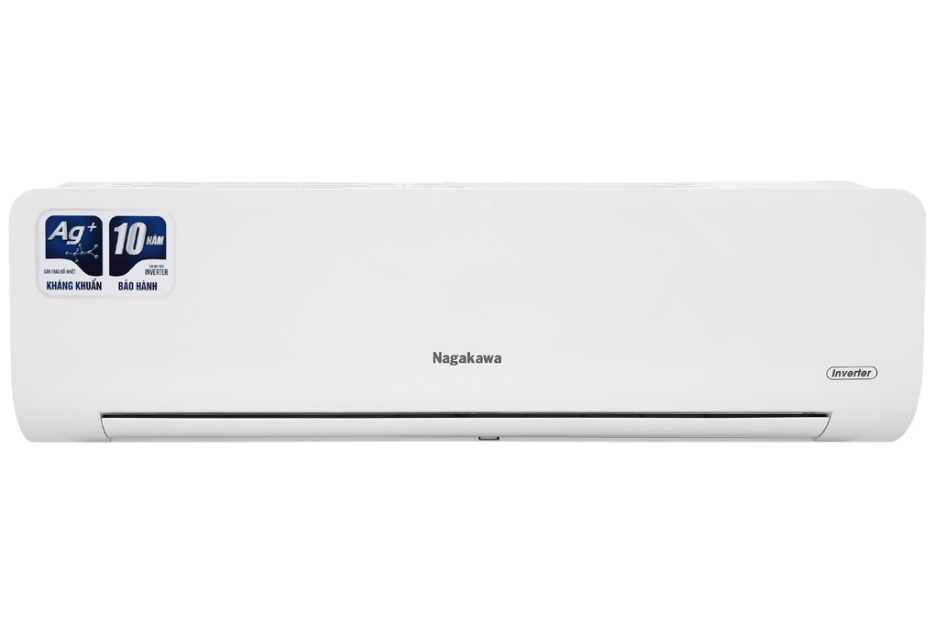 Ag+
10 NĂM
INVERTER
KHÁNG KHUẨN
BẢO HÀNH
Nagakawa
Inverter